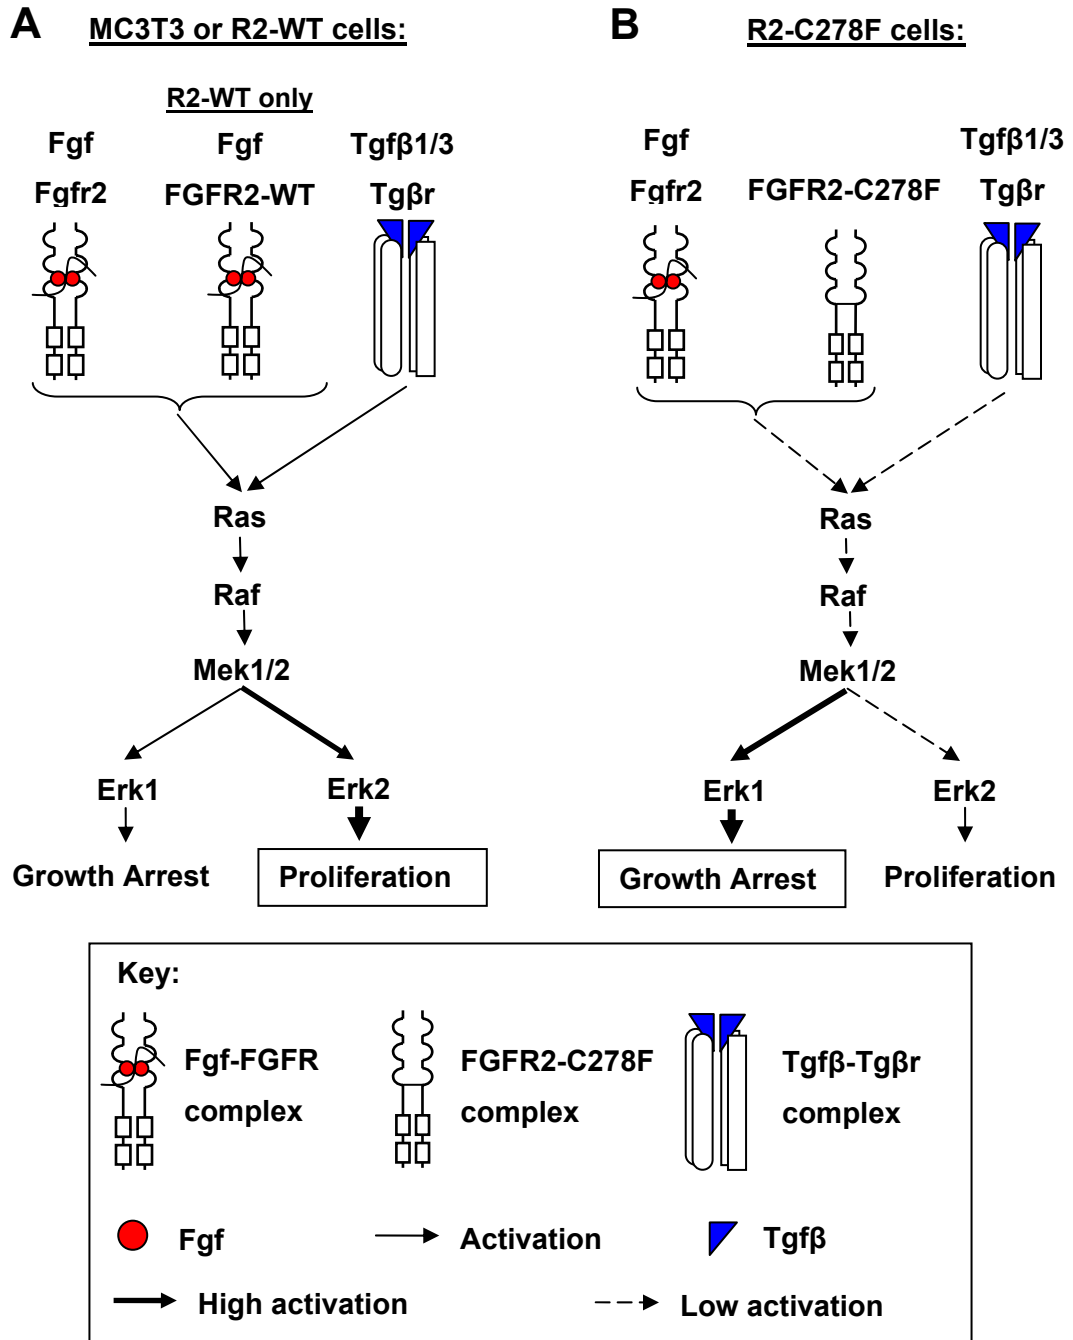 A
MC3T3 or R2-WT cells:
R2-WT only
Fgf
Fgf
Tgfβ1/3
Fgfr2
FGFR2-WT
Tgβr
Ras
Raf
Mek1/2
Erk1
Erk2
Growth Arrest
Proliferation
B
R2-C278F cells:
Fgf
Tgfβ1/3
Fgfr2
FGFR2-C278F
Tgβr
Ras
Raf
Mek1/2
Erk1
Erk2
Growth Arrest
Proliferation
Key:
Fgf-FGFR
complex
FGFR2-C278F
complex
Tgfβ-Tgβr
complex
Fgf
Activation
Tgfβ
High activation
Low activation